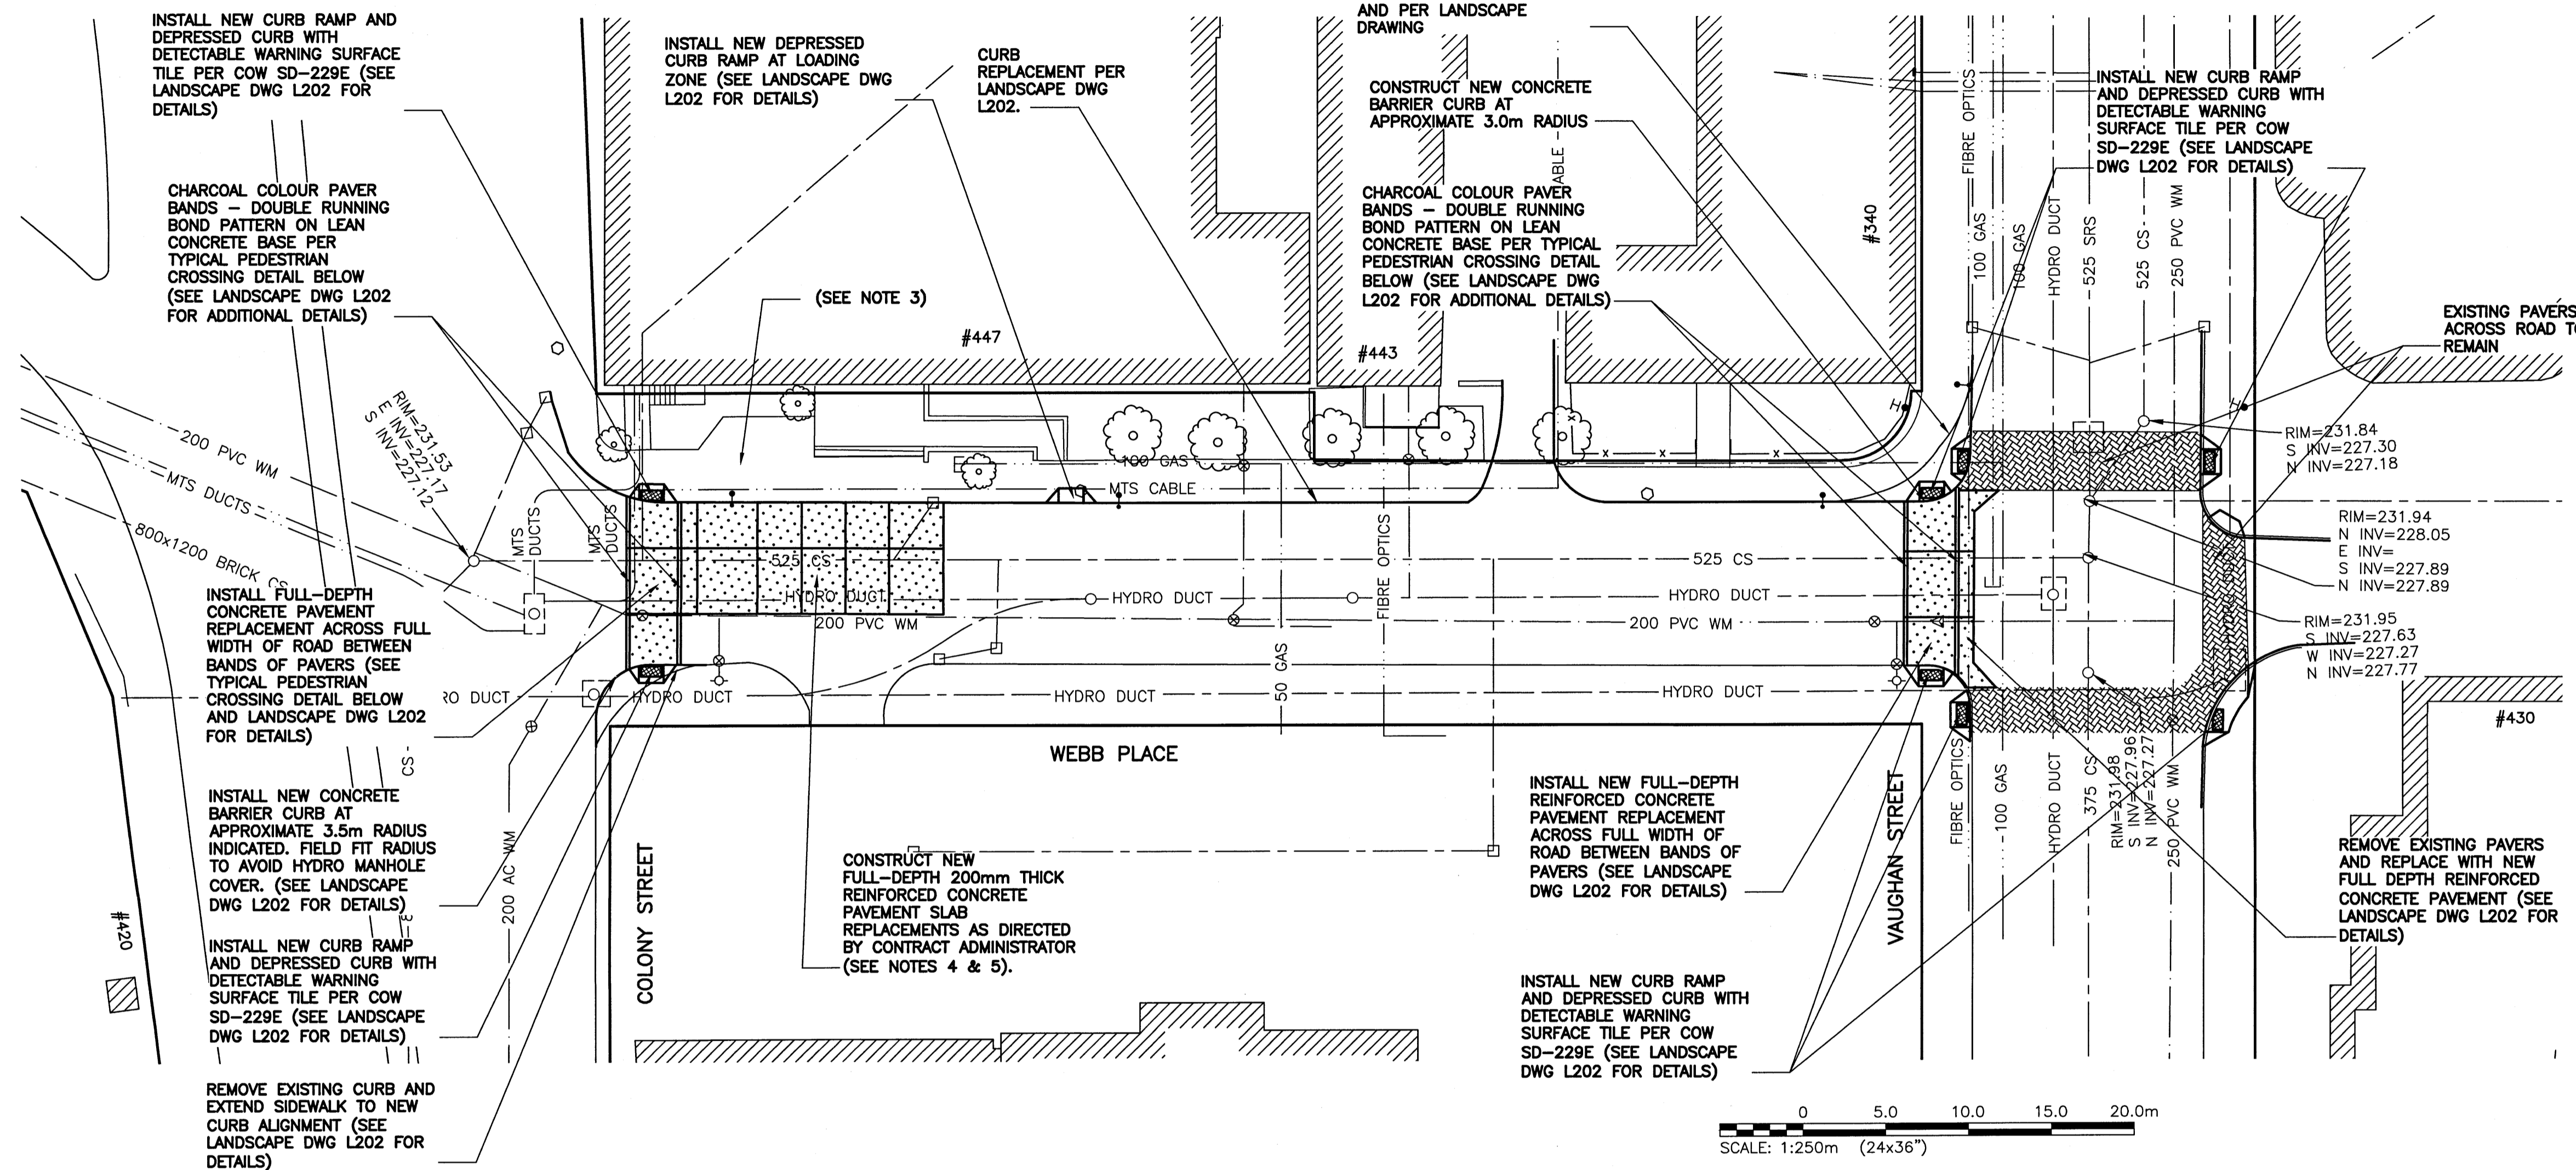 INSTALL NEW CURB RAMP AND
DEPRESSED CURB WITH
DETECTABLE WARNING SURFACE
TILE PER COW SD-229E (SEE
LANDSCAPE DWG L202 FOR
DETAILS)
INSTALL NEW DEPRESSED
CURB RAMP AT LOADING
ZONE (SEE LANDSCAPE DWG
L202 FOR DETAILS)
CURB
REPLACEMENT PER
LANDSCAPE DWG
L202.
AND PER LANDSCAPE
DRAWING
CONSTRUCT NEW CONCRETE
BARRIER CURB AT
APPROXIMATE 3.0m RADIUS
INSTALL NEW CURB RAMP
AND DEPRESSED CURB WITH
DETECTABLE WARNING
SURFACE TILE PER COW
SD-229E (SEE LANDSCAPE
DWG L202 FOR DETAILS)
CHARCOAL COLOUR PAVER
BANDS – DOUBLE RUNNING
BOND PATTERN ON LEAN
CONCRETE BASE PER
TYPICAL PEDESTRIAN
CROSSING DETAIL BELOW
(SEE LANDSCAPE DWG L202
FOR ADDITIONAL DETAILS)
CHARCOAL COLOUR PAVER
BANDS – DOUBLE RUNNING
BOND PATTERN ON LEAN
CONCRETE BASE PER TYPICAL
PEDESTRIAN CROSSING DETAIL
BELOW (SEE LANDSCAPE DWG
L202 FOR ADDITIONAL DETAILS)
(SEE NOTE 3)
#447
#443
#340
CABLE
FIBRE OPTICS
100 GAS
100 GAS
HYDRO DUCT
525 SRS
525 CS
250 PVC WM
EXISTING PAVERS
ACROSS ROAD TO
REMAIN
RIM=231.53
E INV=227.17
S INV=227.12
200 PVC WM
MTS DUCTS
800x1200 BRICK CS
MTS
DUCTS
MTS
DUCTS
100 GAS
MTS CABLE
525 CS
525 CS
HYDRO DUCT
HYDRO DUCT
HYDRO DUCT
200 PVC WM
200 PVC WM
FIBRE OPTICS
50 GAS
RO DUCT
HYDRO DUCT
HYDRO DUCT
HYDRO DUCT
RIM=231.84
S INV=227.30
N INV=227.18
RIM=231.94
N INV=228.05
E INV=
S INV=227.89
N INV=227.89
RIM=231.95
S INV=227.63
W INV=227.27
N INV=227.77
#430
INSTALL FULL-DEPTH
CONCRETE PAVEMENT
REPLACEMENT ACROSS FULL
WIDTH OF ROAD BETWEEN
BANDS OF PAVERS (SEE
TYPICAL PEDESTRIAN
CROSSING DETAIL BELOW
AND LANDSCAPE DWG L202
FOR DETAILS)
CS
WEBB PLACE
INSTALL NEW CONCRETE
BARRIER CURB AT
APPROXIMATE 3.5m RADIUS
INDICATED. FIELD FIT RADIUS
TO AVOID HYDRO MANHOLE
COVER. (SEE LANDSCAPE
DWG L202 FOR DETAILS)
200 AC WM
COLONY STREET
CONSTRUCT NEW
FULL-DEPTH 200mm THICK
REINFORCED CONCRETE
PAVEMENT SLAB
REPLACEMENTS AS DIRECTED
BY CONTRACT ADMINISTRATOR
(SEE NOTES 4 & 5).
INSTALL NEW FULL-DEPTH
REINFORCED CONCRETE
PAVEMENT REPLACEMENT
ACROSS FULL WIDTH OF
ROAD BETWEEN BANDS OF
PAVERS (SEE LANDSCAPE
DWG L202 FOR DETAILS)
VAUGHAN STREET
FIBRE OPTICS
100 GAS
HYDRO DUCT
375 CS
RIM=231.98
S INV=227.96
N INV=227.27
250 PVC WM
REMOVE EXISTING PAVERS
AND REPLACE WITH NEW
FULL DEPTH REINFORCED
CONCRETE PAVEMENT (SEE
LANDSCAPE DWG L202 FOR
DETAILS)
#420
INSTALL NEW CURB RAMP
AND DEPRESSED CURB WITH
DETECTABLE WARNING
SURFACE TILE PER COW
SD-229E (SEE LANDSCAPE
DWG L202 FOR DETAILS)
INSTALL NEW CURB RAMP
AND DEPRESSED CURB WITH
DETECTABLE WARNING
SURFACE TILE PER COW
SD-229E (SEE LANDSCAPE
DWG L202 FOR DETAILS)
REMOVE EXISTING CURB AND
EXTEND SIDEWALK TO NEW
CURB ALIGNMENT (SEE
LANDSCAPE DWG L202 FOR
DETAILS)
0 5.0 10.0 15.0 20.0m
SCALE: 1:250m (24x36")